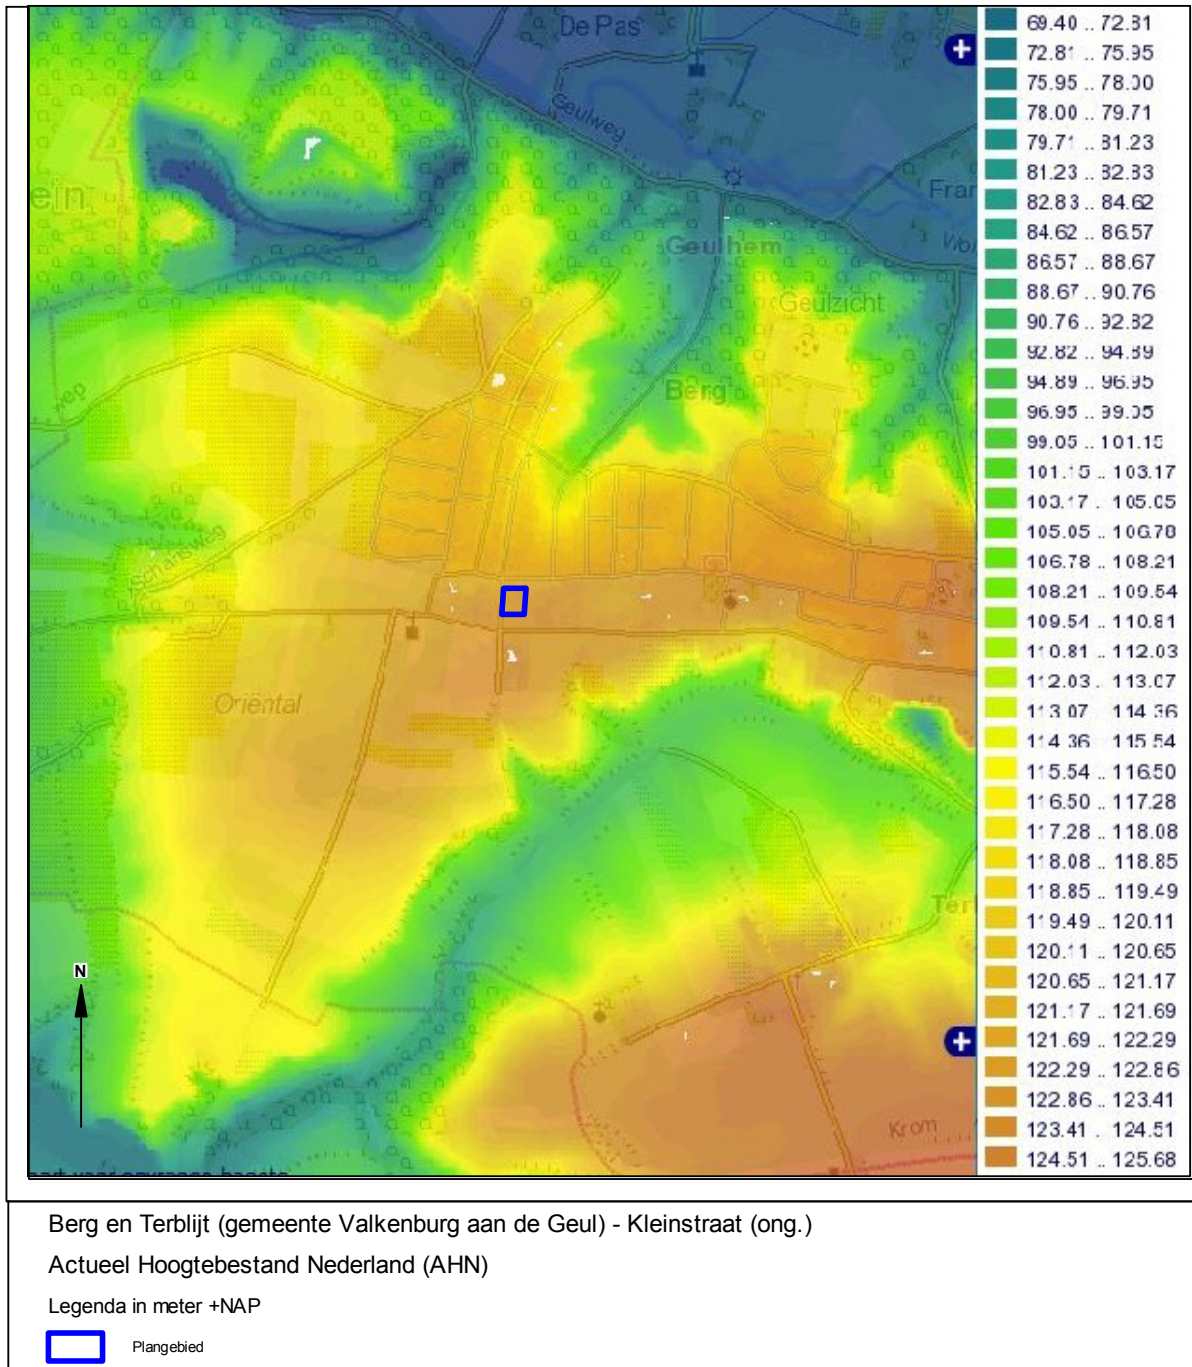 De Pas
Geulweg
ein
Fran
Wol
Geulhem
Geulzicht
Berg
weg
Schansweg
Oriëntal
Terl
N
Krom
69.40 .. 72.81
72.81 .. 75.95
75.95 .. 78.00
78.00 .. 79.71
79.71 .. 81.23
81.23 .. 82.83
82.83 .. 84.62
84.62 .. 86.57
86.57 .. 88.67
88.67 .. 90.76
90.76 .. 92.82
92.82 .. 94.89
94.89 .. 96.95
96.95 .. 99.05
99.05 .. 101.15
101.15 .. 103.17
103.17 .. 105.05
105.05 .. 106.78
106.78 .. 108.21
108.21 .. 109.54
109.54 .. 110.81
110.81 .. 112.03
112.03 .. 113.07
113.07 .. 114.36
114.36 .. 115.54
115.54 .. 116.50
116.50 .. 117.28
117.28 .. 118.08
118.08 .. 118.85
118.85 .. 119.49
119.49 .. 120.11
120.11 .. 120.65
120.65 .. 121.17
121.17 .. 121.69
121.69 .. 122.29
122.29 .. 122.86
122.86 .. 123.41
123.41 .. 124.51
124.51 .. 125.68
Berg en Terblijt (gemeente Valkenburg aan de Geul) - Kleinstraat (ong.)
Actueel Hoogtebestand Nederland (AHN)
Legenda in meter +NAP
Plangebied